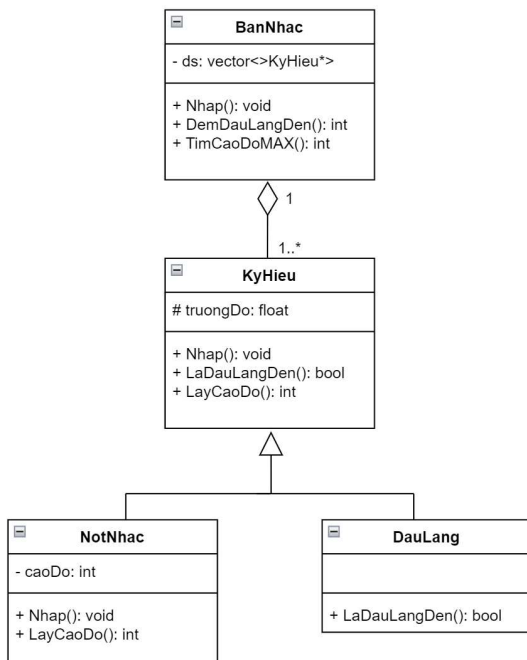 BanNhac
- ds: vector<>KyHieu*>
+ Nhap(): void
+ DemDauLangDen(): int
+ TimCaoDoMAX(): int
1
1..*
KyHieu
# truongDo: float
+ Nhap(): void
+ LaDauLangDen(): bool
+ LayCaoDo(): int
NotNhac
- caoDo: int
+ Nhap(): void
+ LayCaoDo(): int
DauLang
+ LaDauLangDen(): bool